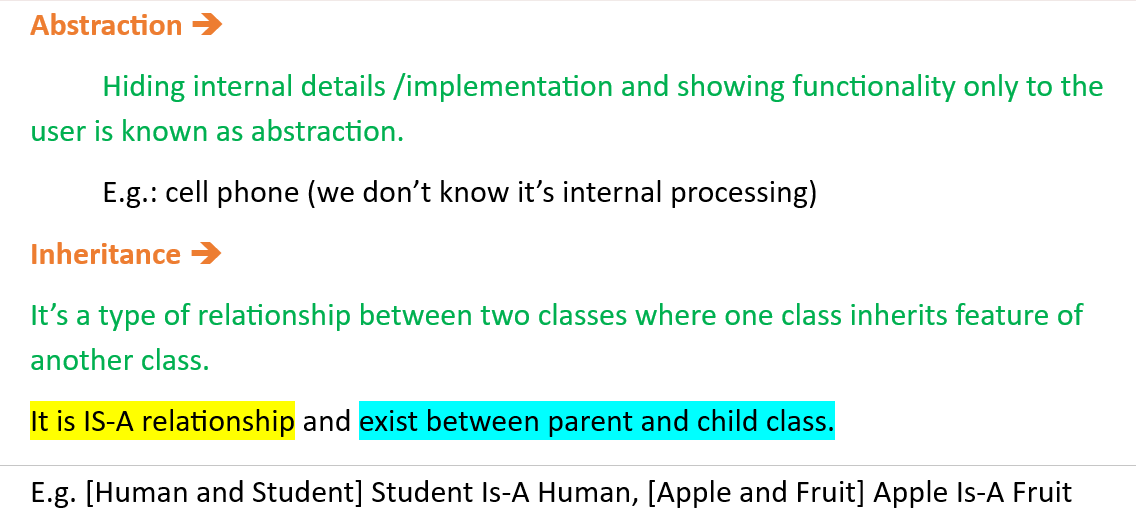 Abstraction ➔
Hiding internal details /implementation and showing functionality only to the
user is known as abstraction.
E.g.: cell phone (we don’t know it’s internal processing)
Inheritance ➔
It’s a type of relationship between two classes where one class inherits feature of
another class.
It is IS-A relationship and exist between parent and child class.
E.g. [Human and Student] Student Is-A Human, [Apple and Fruit] Apple Is-A Fruit